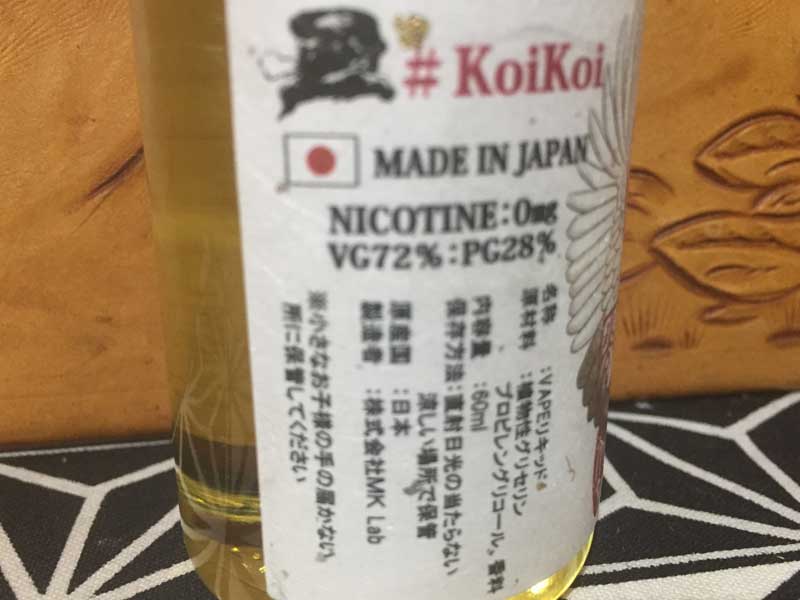 # KoiKoi
MADE IN JAPAN
NICOTINE:0mg
VG72%:PG28%
名称 :VAPEリキッド
原材料 :植物性グリセリン
プロピレングリコール,香料
内容量 :60ml
保存方法:直射日光の当たらない
涼しい場所で保管
原産国 :日本
製造者 :株式会社MK Lab
※小さなお子様の手の届かない
所に保管してください